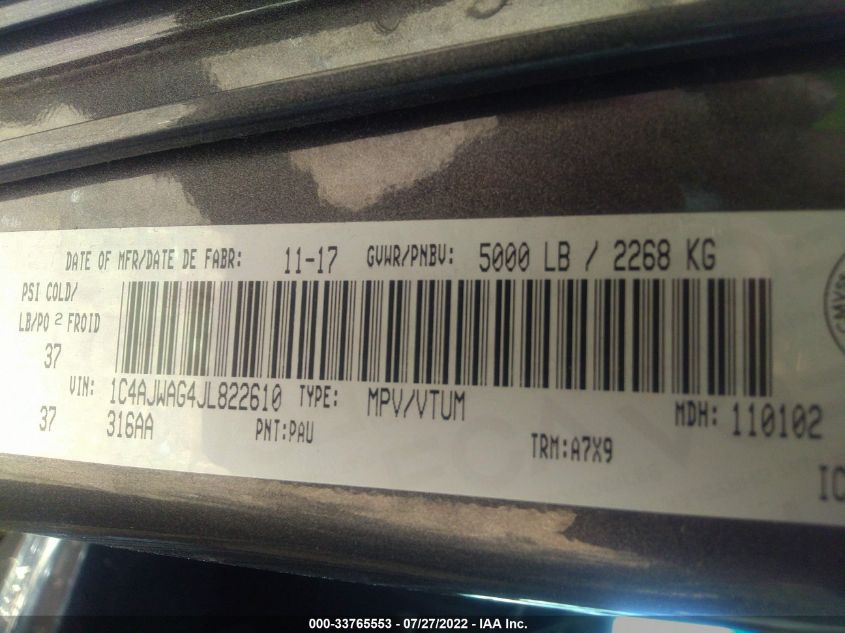 DATE OF MFR/DATE DE FABR: 11-17 GVWR/PNBV: 5000 LB / 2268 KG
PSI COLD/
LB/PO 2 FROID
37
VIN: 1C4AJWAG4JL822610 TYPE: MPV/VTUM MDH: 110102
37 316AA PNT:PAU TRM:A7X9
000-33765553 – 07/27/2022 – IAA Inc.